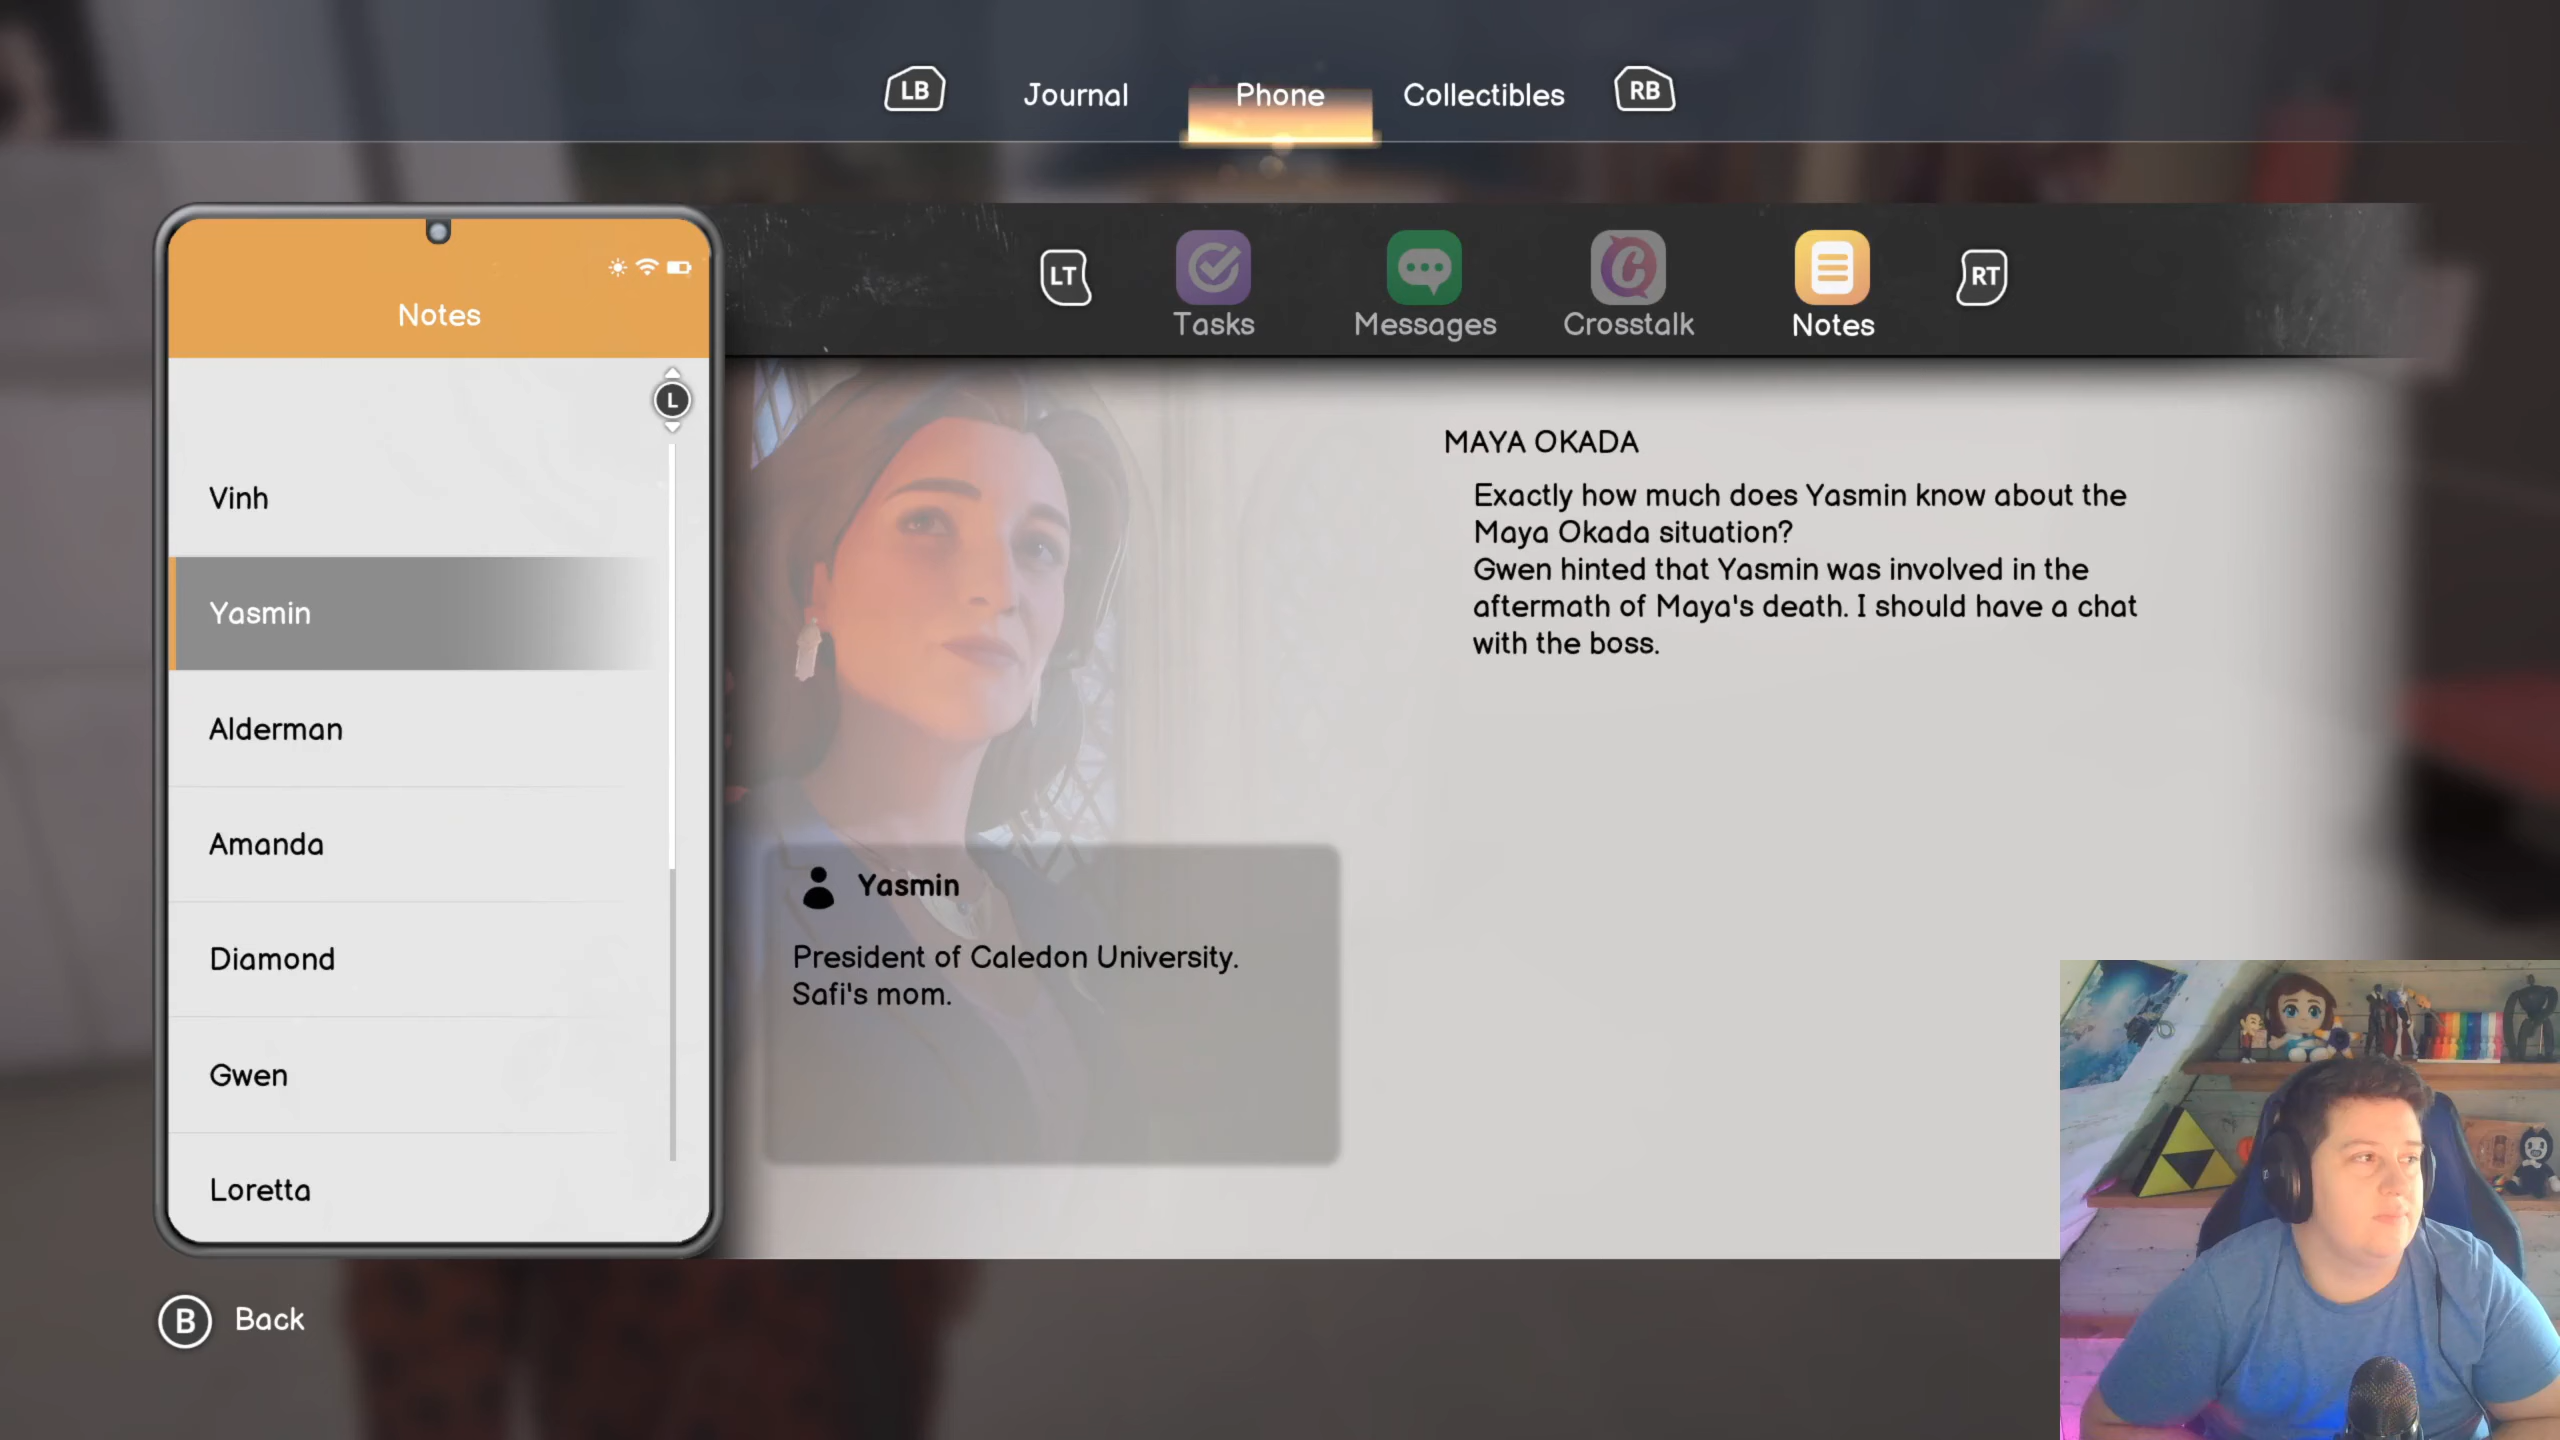 LB Journal Phone Collectibles RB
Notes
L
Vinh
Yasmin
Alderman
Amanda
Diamond
Gwen
Loretta
LT Tasks Messages Crosstalk Notes RT
MAYA OKADA
Exactly how much does Yasmin know about the
Maya Okada situation?
Gwen hinted that Yasmin was involved in the
aftermath of Maya's death. I should have a chat
with the boss.
Yasmin
President of Caledon University.
Safi's mom.
B Back